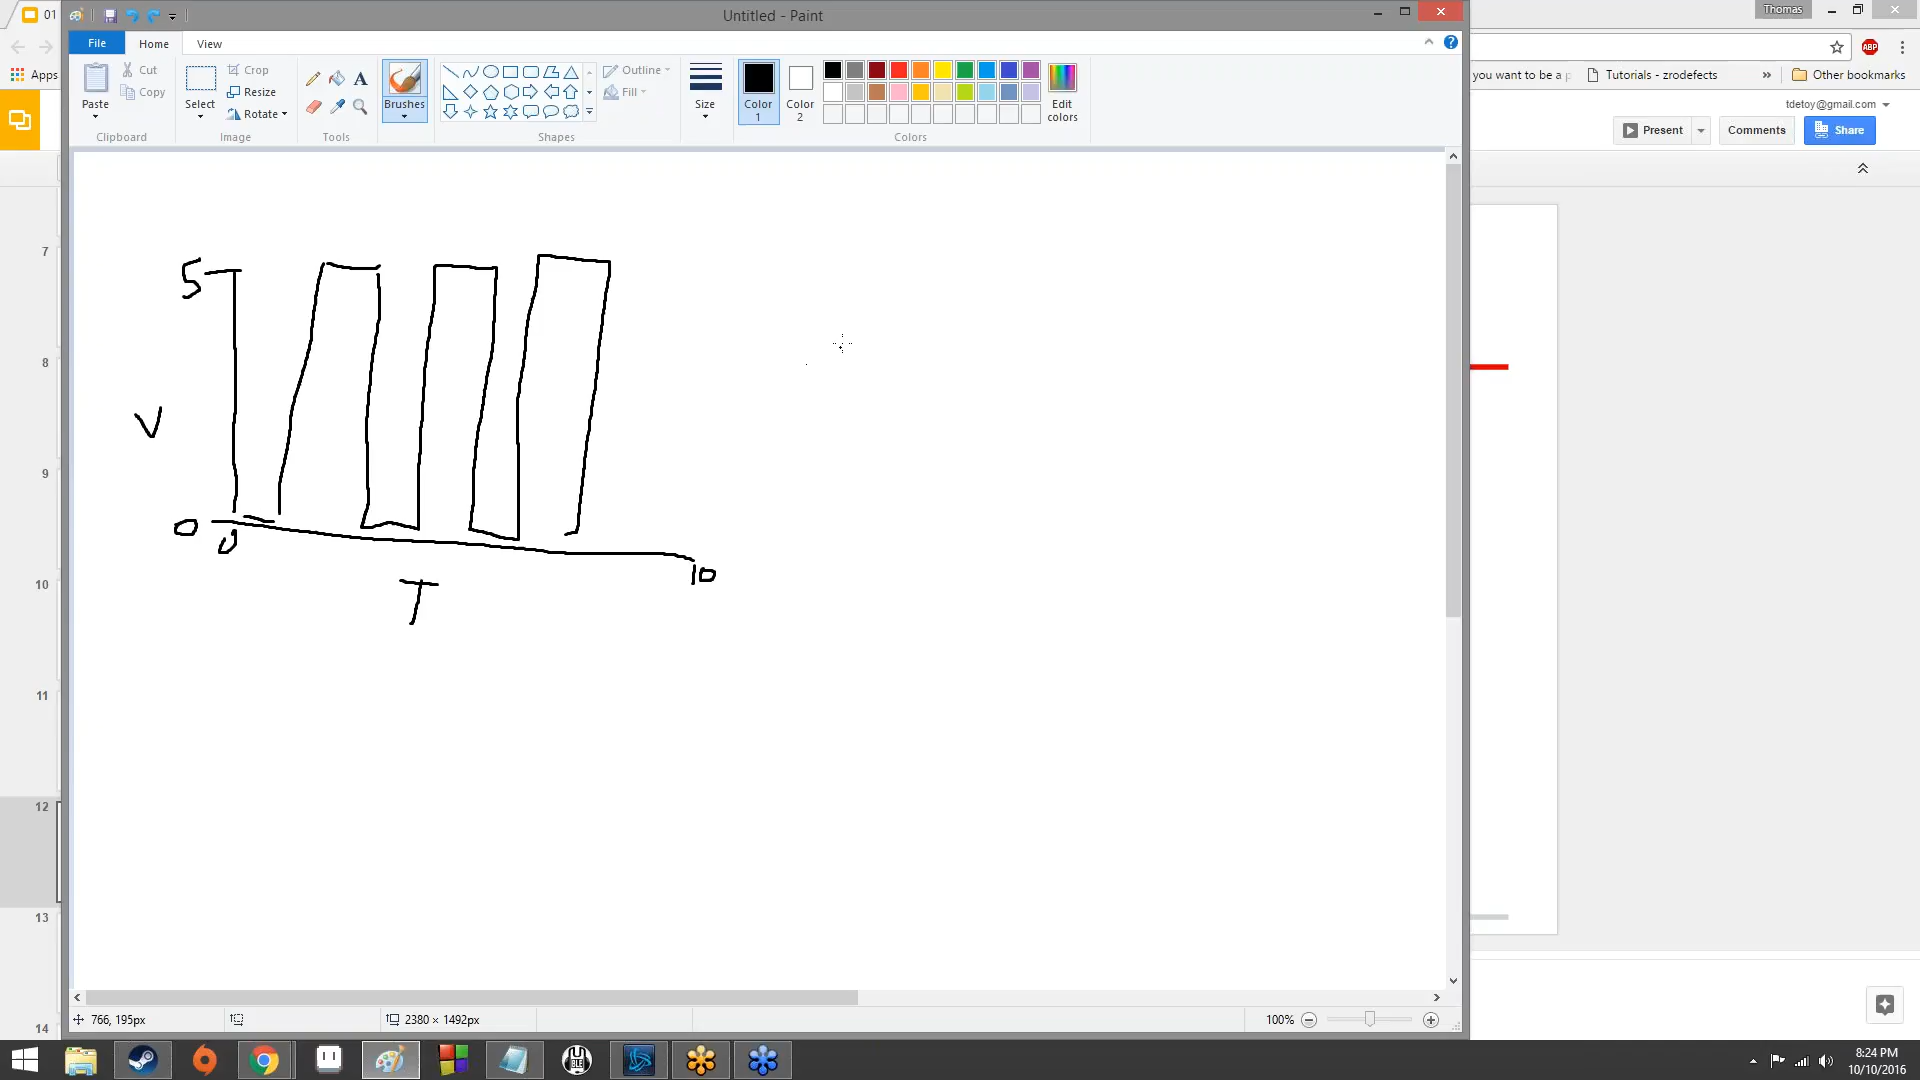 01
Untitled - Paint
Thomas
File
Home
View
Apps
you want to be a p
Tutorials - zrodefects
»
Other bookmarks
ABP
tdetoy@gmail.com
Present
Comments
Share
Paste
Cut
Copy
Clipboard
Select
Crop
Resize
Rotate
Image
A
Tools
Brushes
Outline
Fill
Shapes
Size
Color
1
Color
2
Edit
colors
Colors
7
8
9
10
11
12
13
14
5
V
0
0
10
T
766, 195px
2380 × 1492px
100%
8:24 PM
10/10/2016